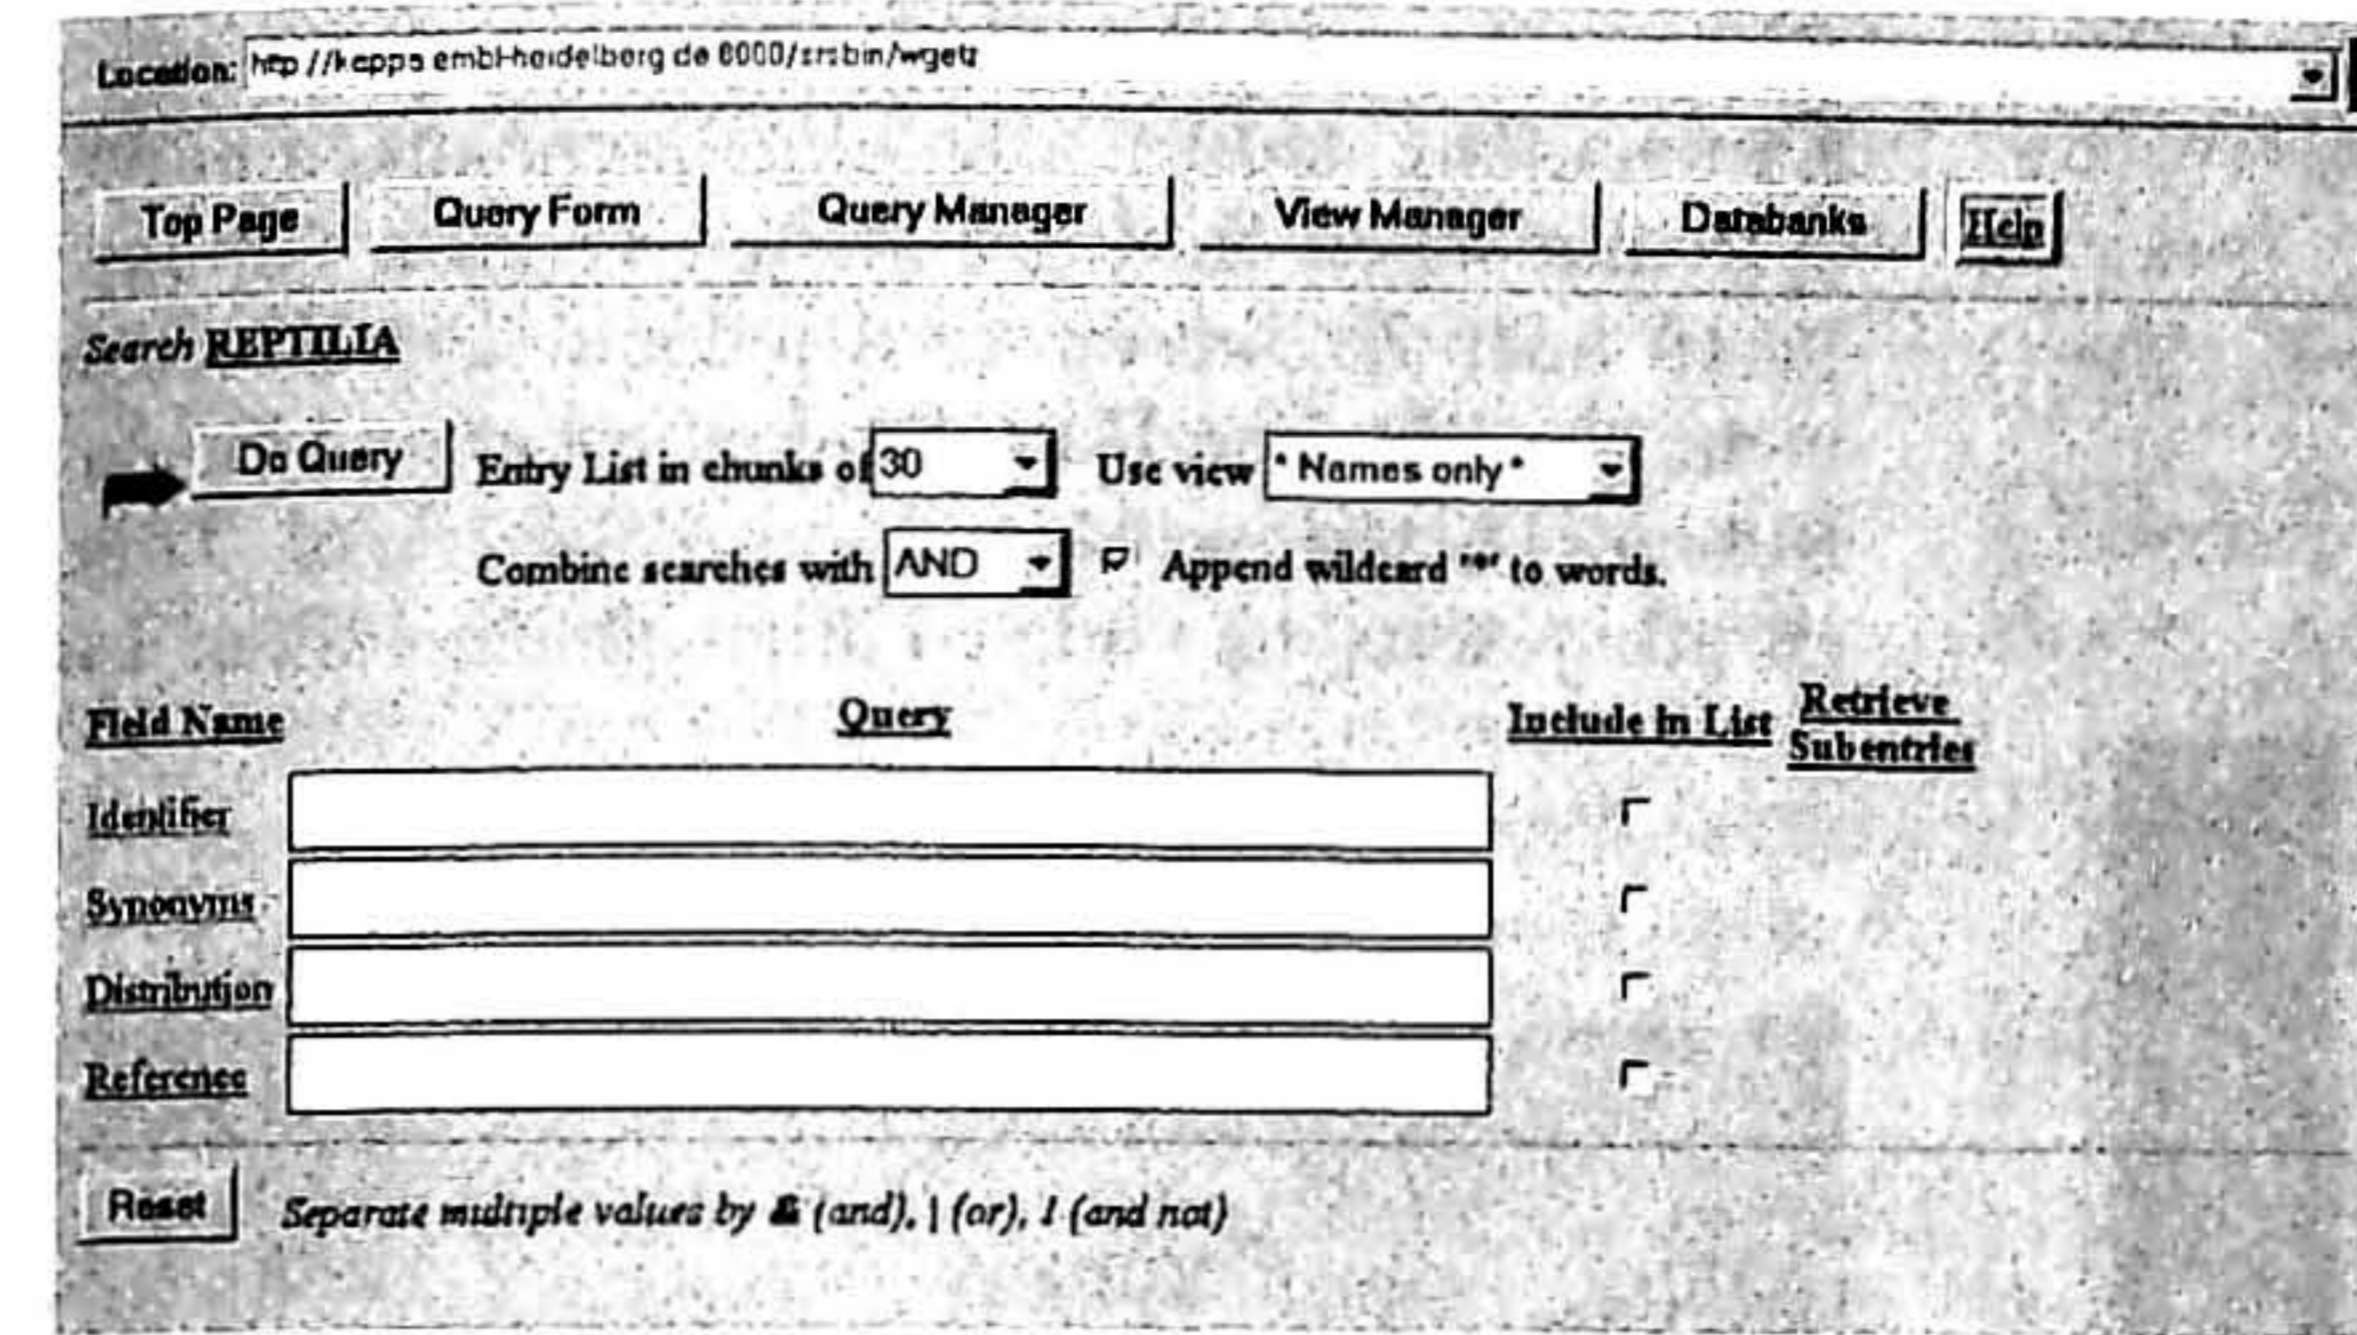 Location: http://keppa.embl-heidelberg.de:8000/srsbin/wgetz
Top Page Query Form Query Manager View Manager Databanks Help
Search REPTILIA
Do Query Entry List in chunks of 30 Use view * Names only *
Combine searches with AND Append wildcard '*' to words.
Field Name Query Include in List Retrieve Subentries
Identifier
Synonyms
Distribution
Reference
Reset Separate multiple values by & (and), | (or), ! (and not)